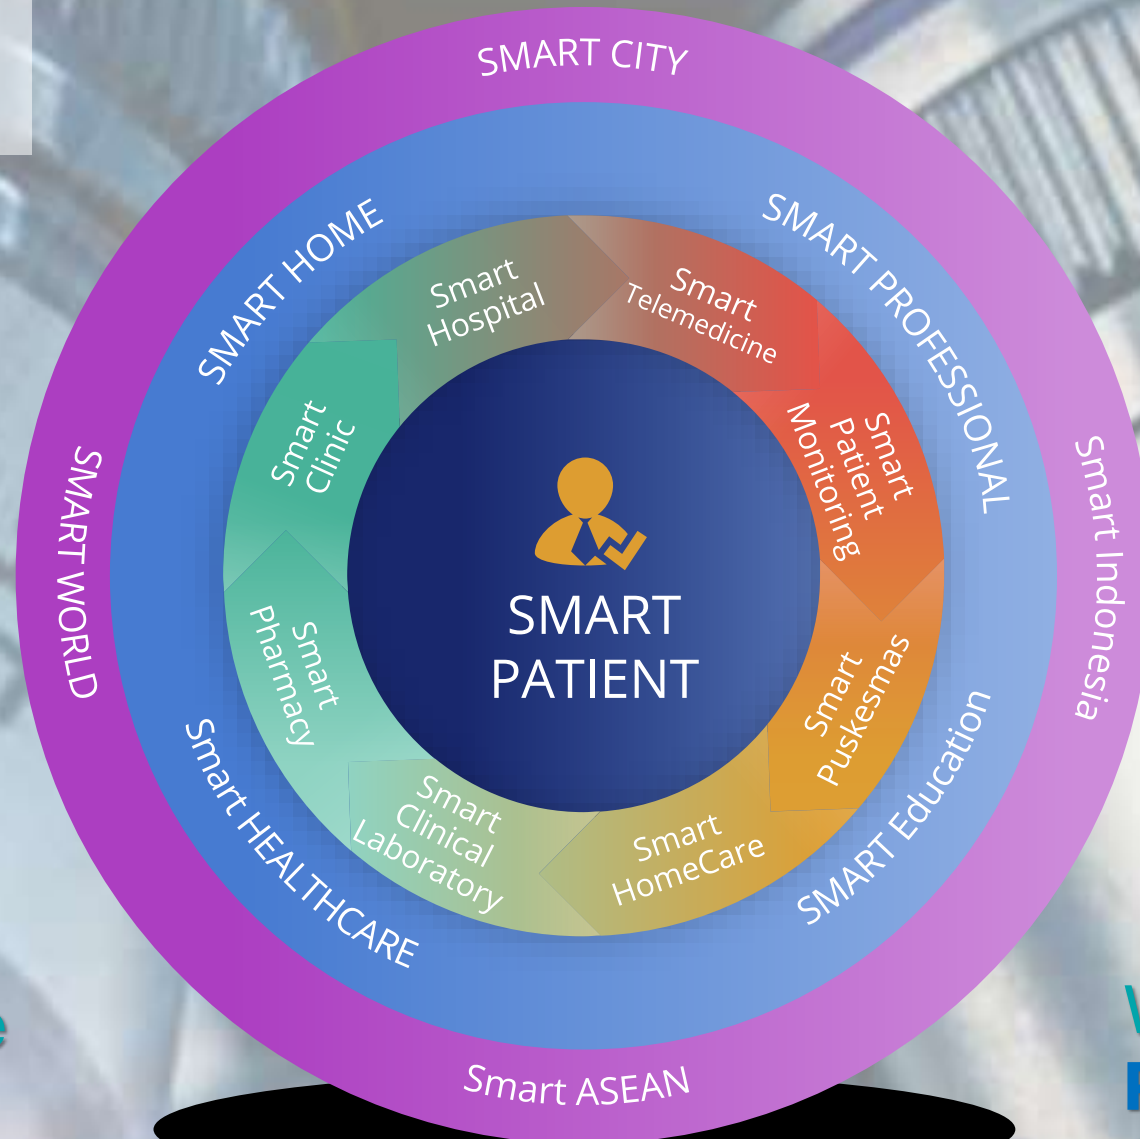 SMART CITY
Smart Indonesia
Smart ASEAN
SMART WORLD
SMART HOME
SMART PROFESSIONAL
SMART Education
Smart HEALTHCARE
Smart
Hospital
Smart
Telemedicine
Smart
Patient
Monitoring
Smart
Puskesmas
Smart
HomeCare
Smart
Clinical
Laboratory
Smart
Pharmacy
Smart
Clinic
SMART
PATIENT